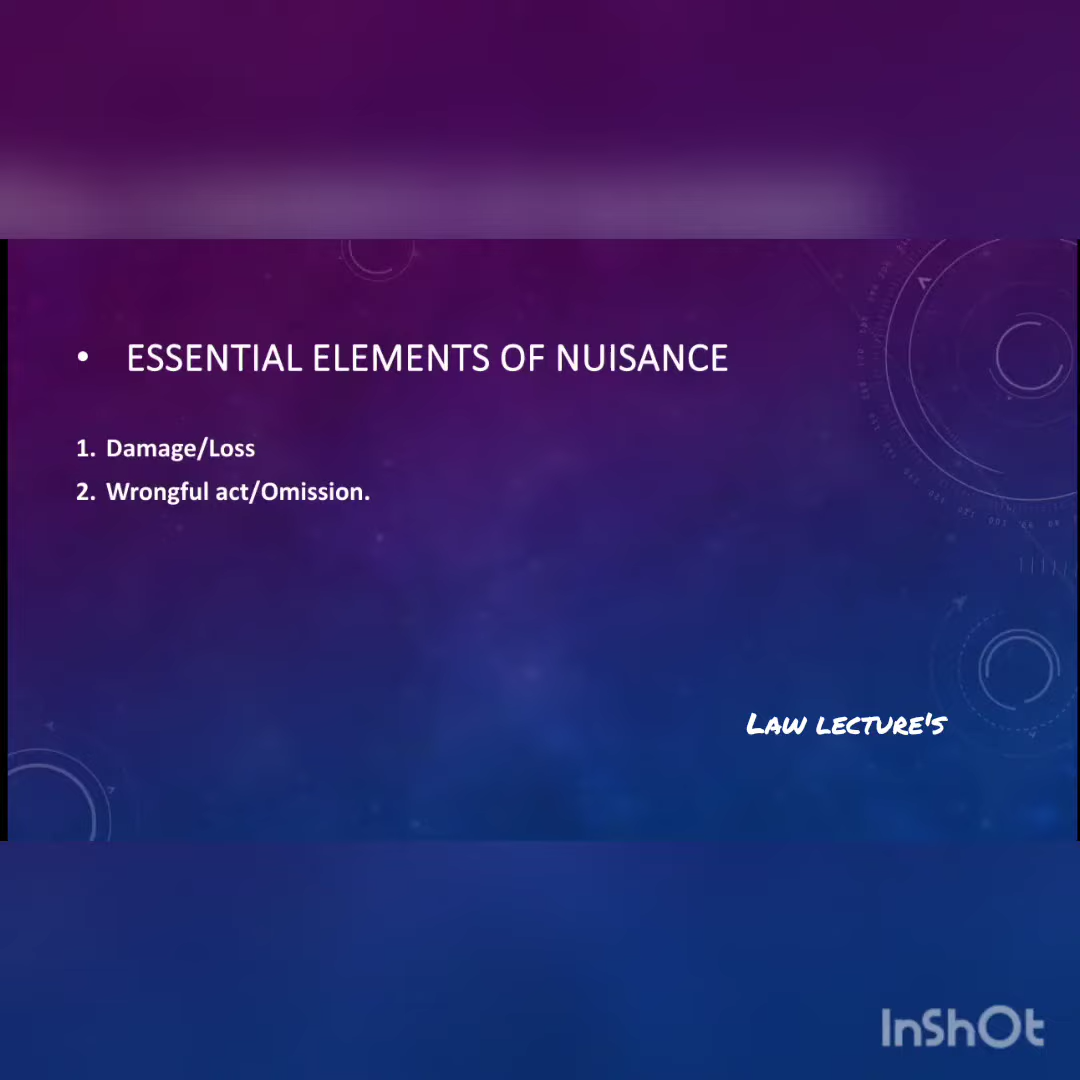 • ESSENTIAL ELEMENTS OF NUISANCE
1. Damage/Loss
2. Wrongful act/Omission.
LAW LECTURE'S
InShOt